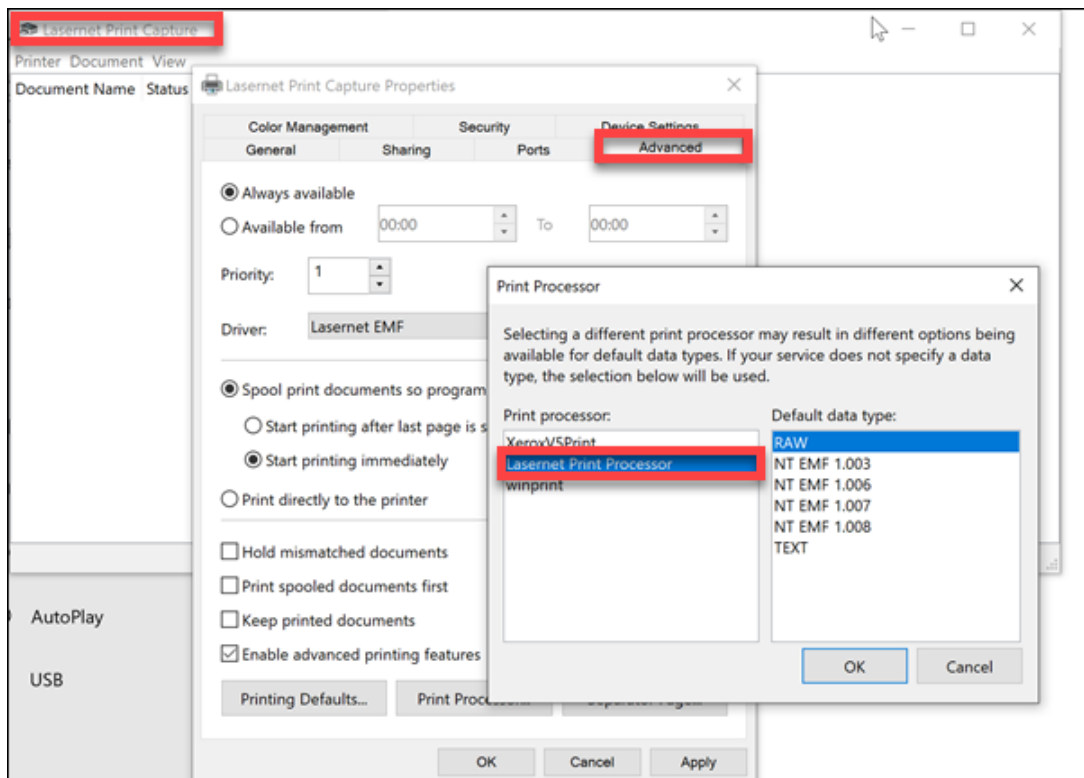 Lasernet Print Capture
Printer Document View
Document Name Status
Lasernet Print Capture Properties
Color Management Security Device Settings
General Sharing Ports Advanced
Always available
Available from 00:00 To 00:00
Priority: 1
Driver: Lasernet EMF
Spool print documents so program
Start printing after last page is s
Start printing immediately
Print directly to the printer
Hold mismatched documents
Print spooled documents first
Keep printed documents
Enable advanced printing features
Printing Defaults... Print Processor... Separator Page...
OK Cancel Apply
Print Processor
Selecting a different print processor may result in different options being
available for default data types. If your service does not specify a data
type, the selection below will be used.
Print processor:
XeroxV5Print
Lasernet Print Processor
winprint
Default data type:
RAW
NT EMF 1.003
NT EMF 1.006
NT EMF 1.007
NT EMF 1.008
TEXT
OK Cancel
AutoPlay
USB